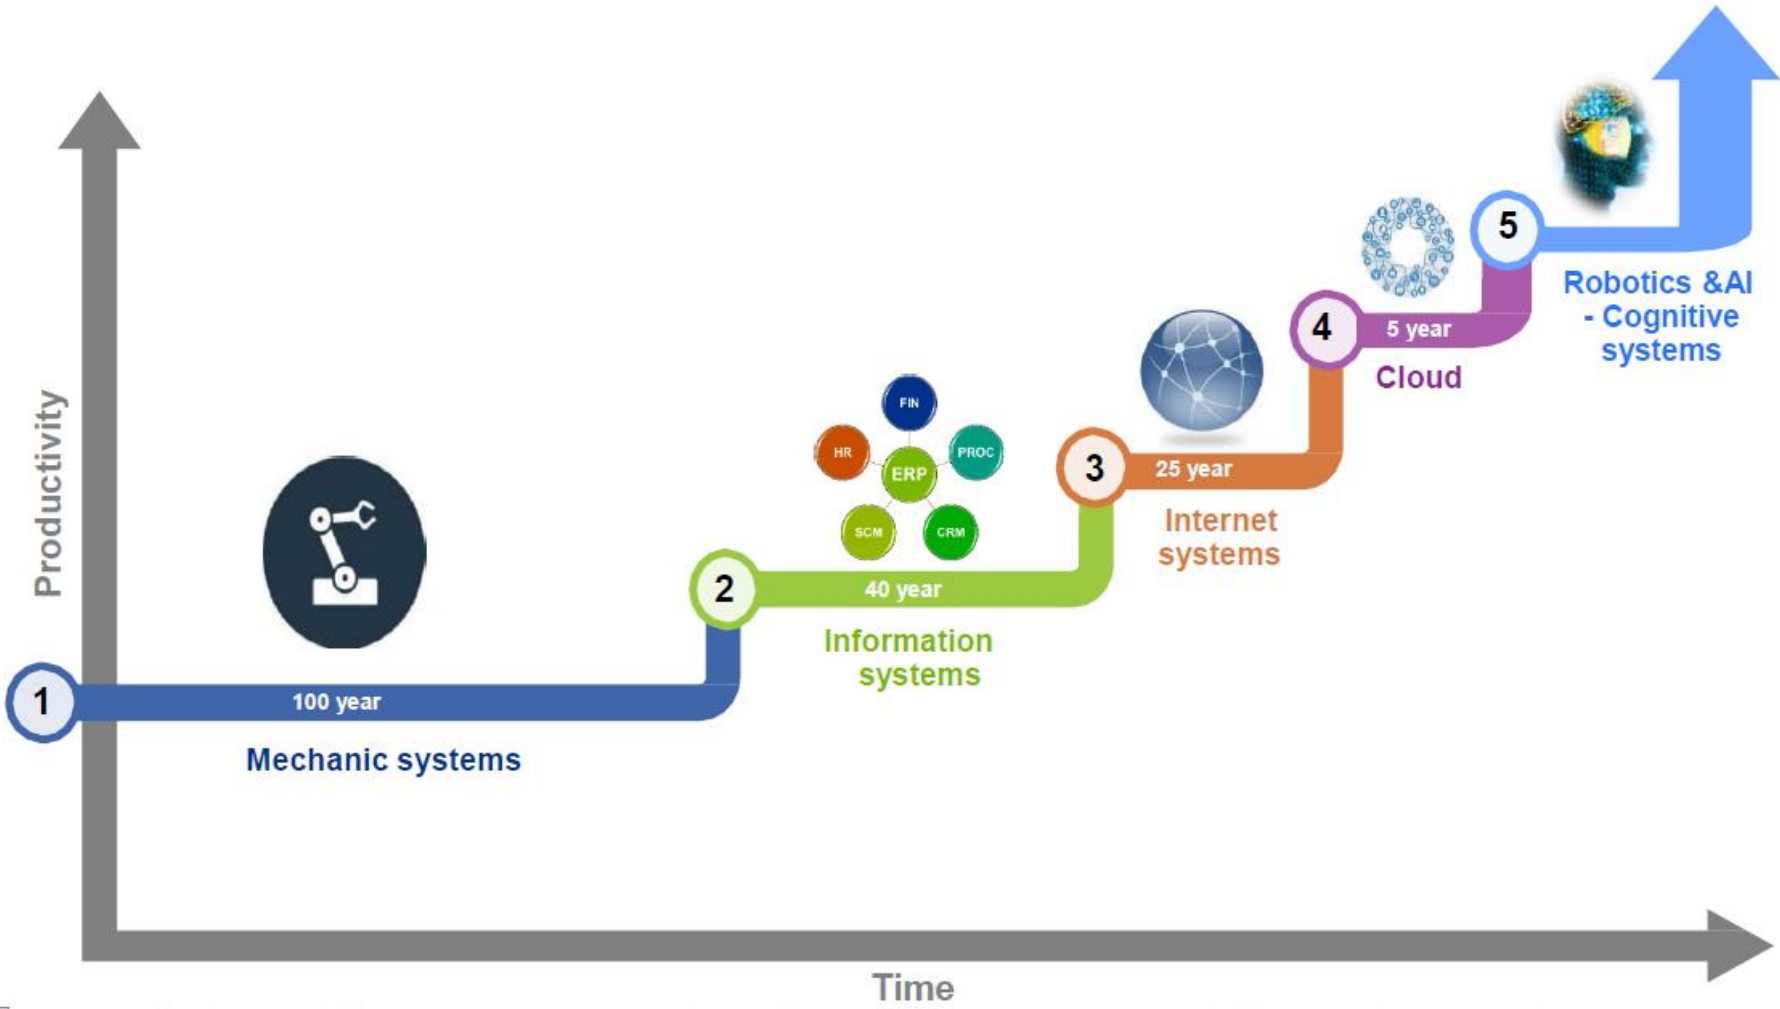 Productivity
1
100 year
Mechanic systems
2
40 year
Information
systems
FIN
HR
PROC
ERP
SCM
CRM
3
25 year
Internet
systems
4
5 year
Cloud
5
Robotics &AI
- Cognitive
systems
Time